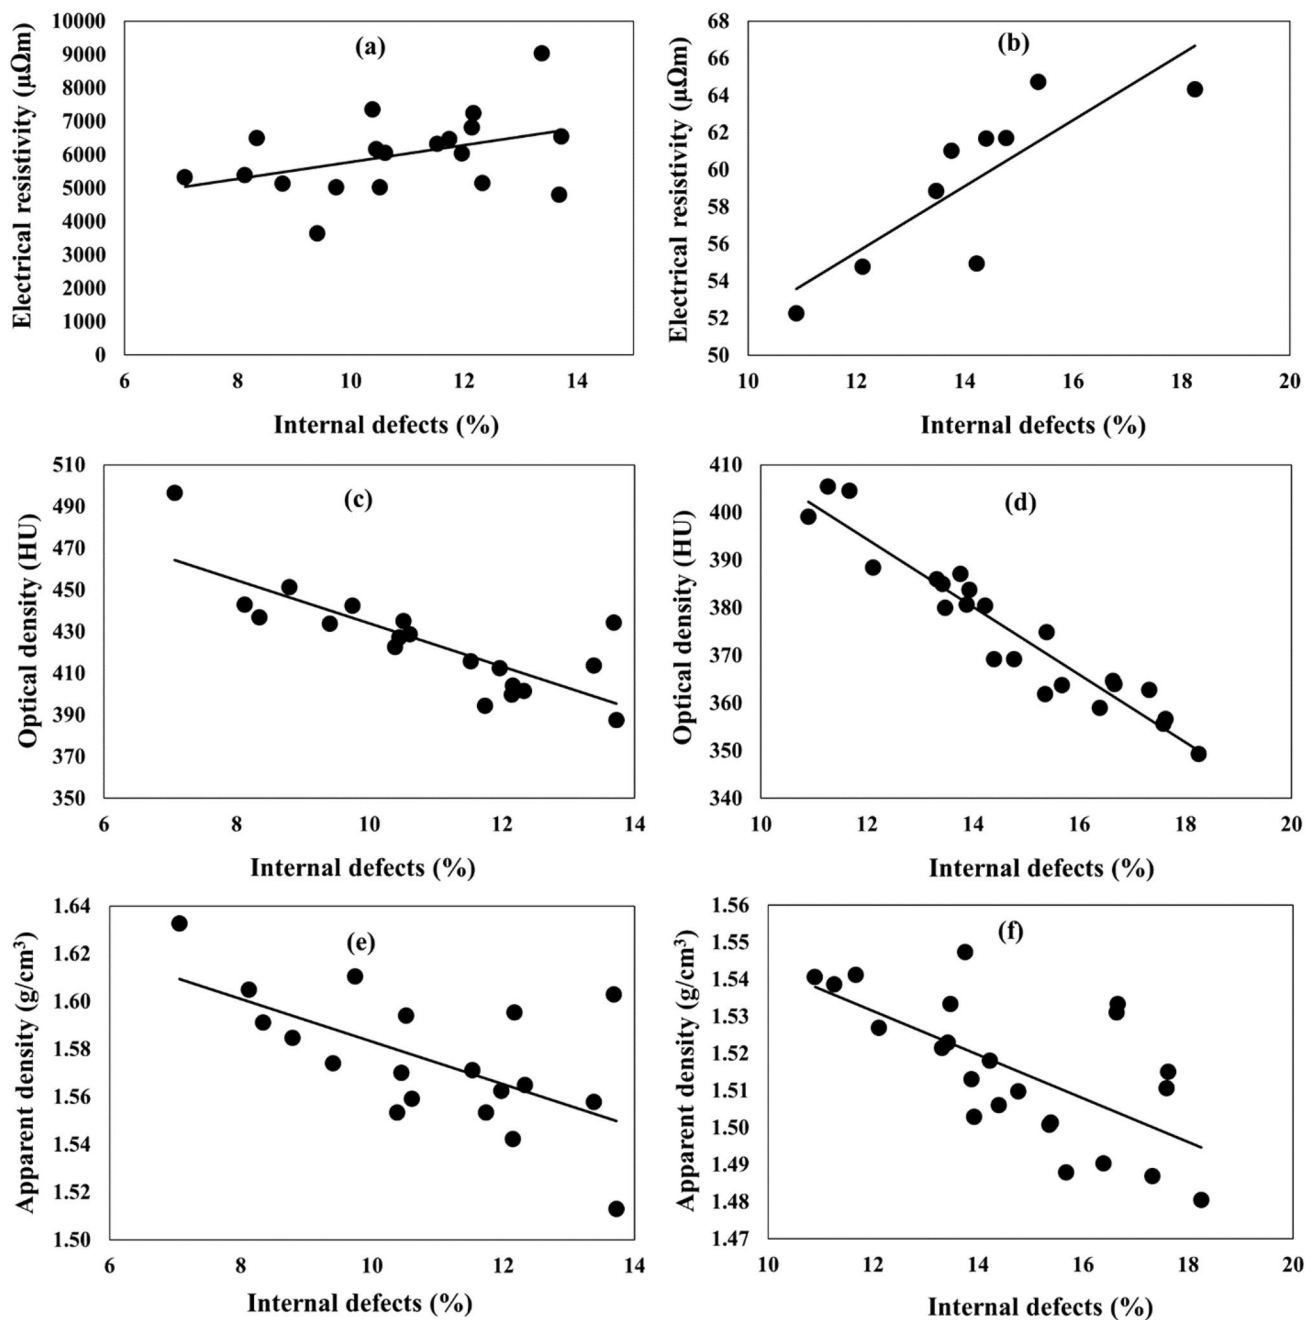 (a)
Electrical resistivity (μΩm)
10000
9000
8000
7000
6000
5000
4000
3000
2000
1000
0
6 8 10 12 14
Internal defects (%)
(b)
Electrical resistivity (μΩm)
68
66
64
62
60
58
56
54
52
50
10 12 14 16 18 20
Internal defects (%)
(c)
Optical density (HU)
510
490
470
450
430
410
390
370
350
6 8 10 12 14
Internal defects (%)
(d)
Optical density (HU)
410
400
390
380
370
360
350
340
10 12 14 16 18 20
Internal defects (%)
(e)
Apparent density (g/cm³)
1.64
1.62
1.60
1.58
1.56
1.54
1.52
1.50
6 8 10 12 14
Internal defects (%)
(f)
Apparent density (g/cm³)
1.56
1.55
1.54
1.53
1.52
1.51
1.50
1.49
1.48
1.47
10 12 14 16 18 20
Internal defects (%)